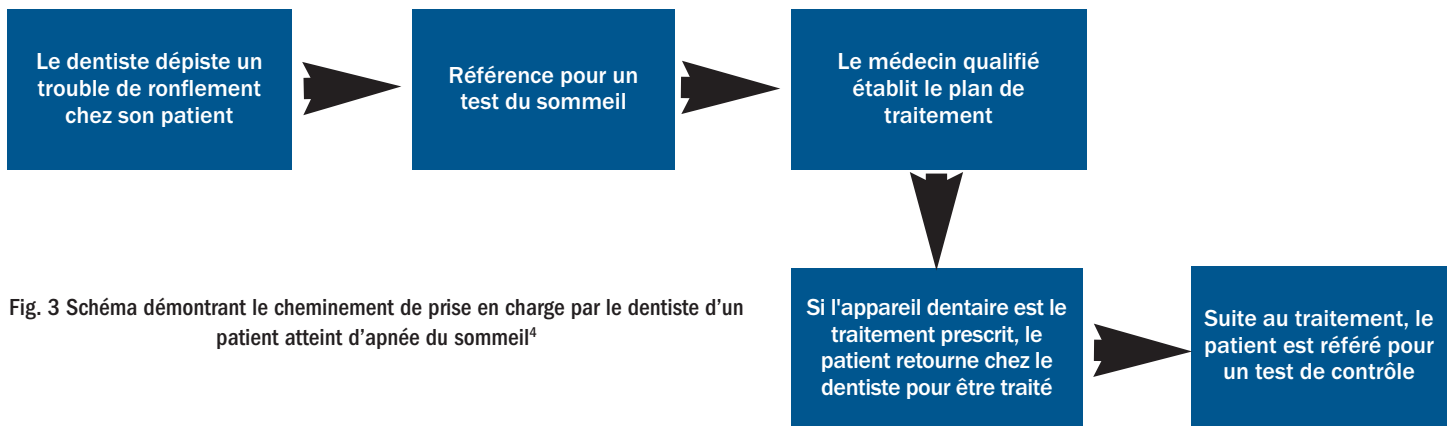 Le dentiste dépiste un
trouble de ronflement
chez son patient
Référence pour un
test du sommeil
Le médecin qualifié
établit le plan de
traitement
Si l'appareil dentaire est le
traitement prescrit, le
patient retourne chez le
dentiste pour être traité
Suite au traitement, le
patient est référé pour
un test de contrôle
Fig. 3 Schéma démontrant le cheminement de prise en charge par le dentiste d’un
patient atteint d’apnée du sommeil⁴